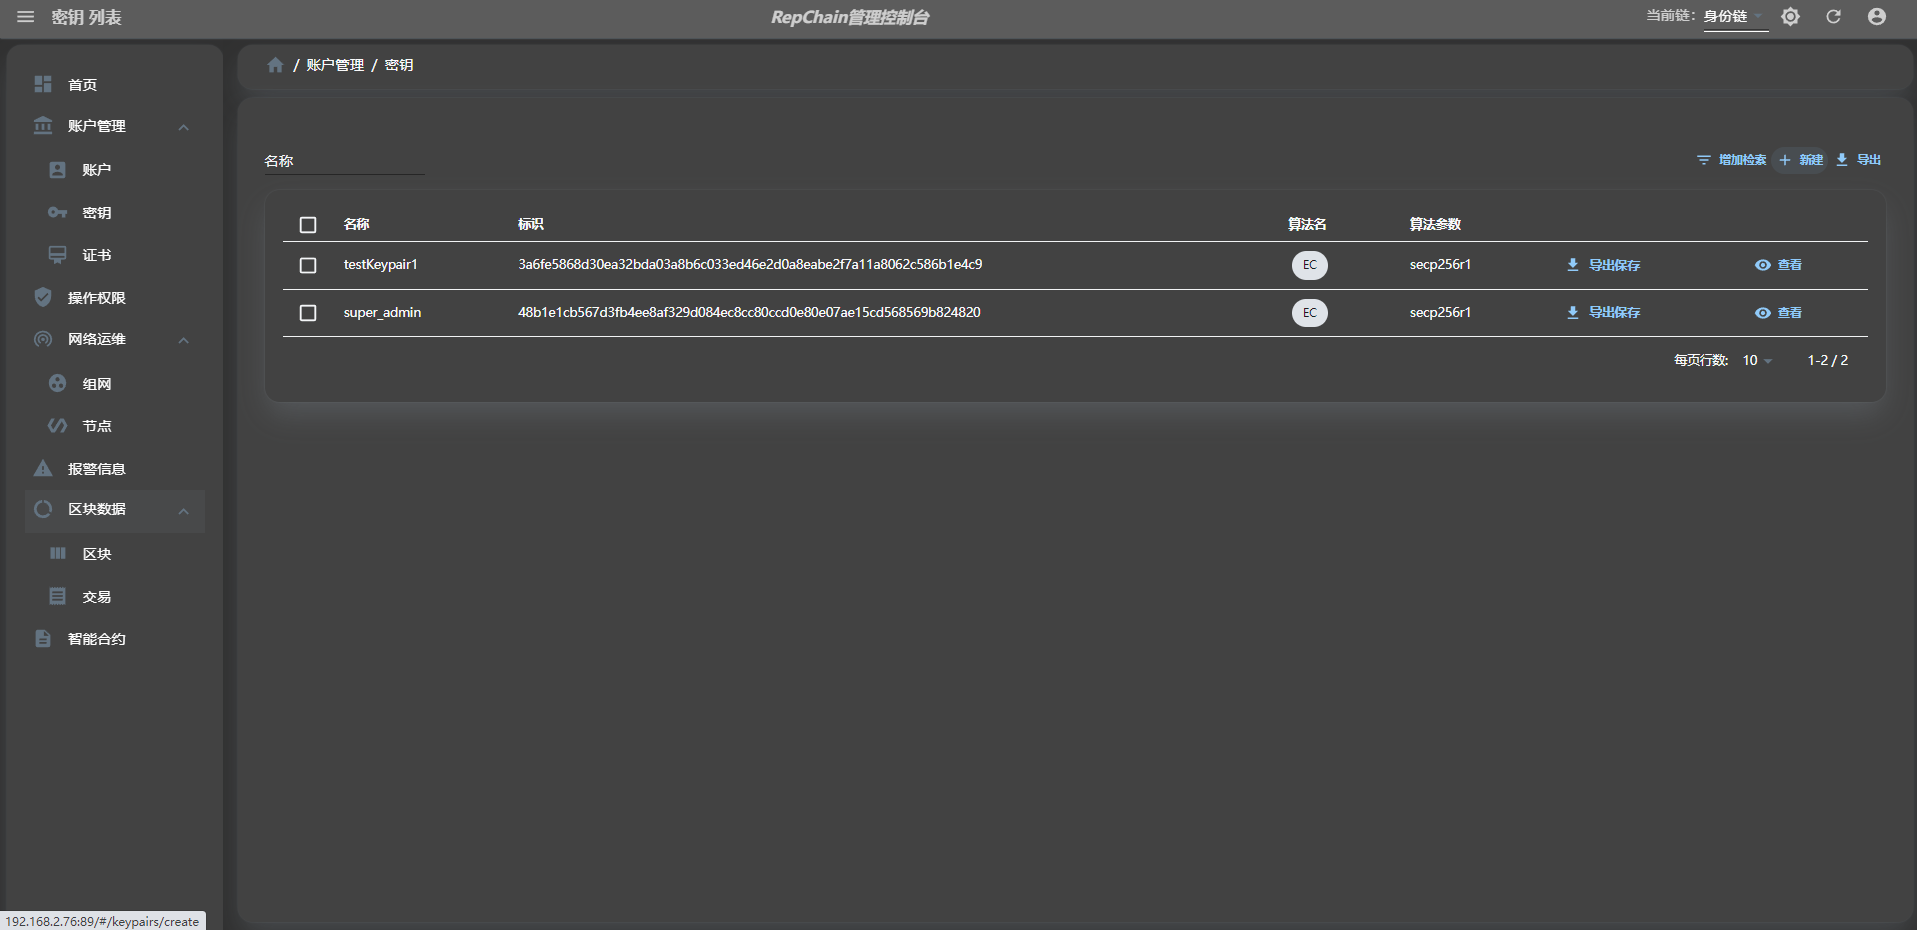 密钥 列表
RepChain管理控制台
当前链: 身份链
首页
账户管理
账户
密钥
证书
操作权限
网络运维
组网
节点
报警信息
区块数据
区块
交易
智能合约
/ 账户管理 / 密钥
名称
增加检索 新建 导出
名称 标识 算法名 算法参数
testKeypair1 3a6fe5868d30ea32bda03a8b6c033ed46e2d0a8eabe2f7a11a8062c586b1e4c9 EC secp256r1 导出保存 查看
super_admin 48b1e1cb567d3fb4ee8af329d084ec8cc80ccd0e80e07ae15cd568569b824820 EC secp256r1 导出保存 查看
每页行数: 10 1-2 / 2
192.168.2.76:89/#/keypairs/create